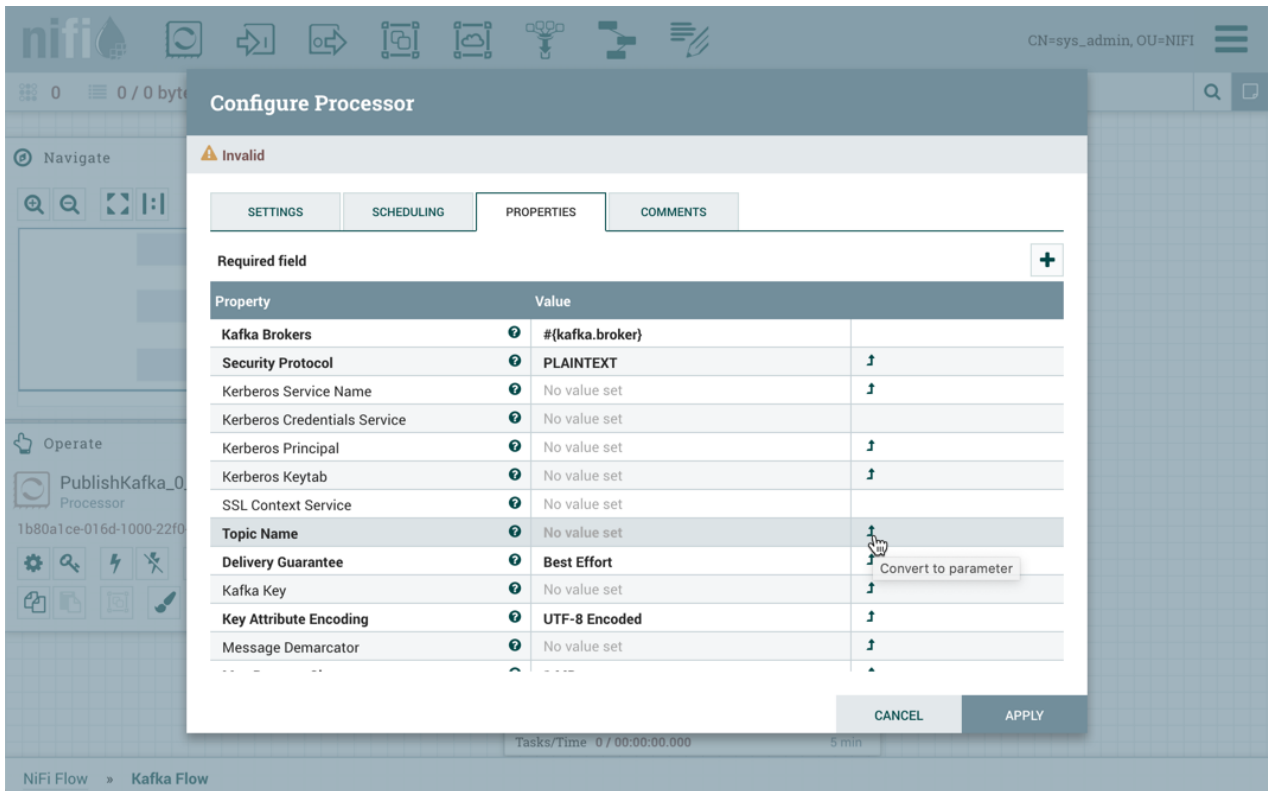 nifi
CN=sys_admin, OU=NIFI
0 0 / 0 byte
Configure Processor
Navigate
Invalid
SETTINGS SCHEDULING PROPERTIES COMMENTS
Required field
Property Value
Kafka Brokers #{kafka.broker}
Security Protocol PLAINTEXT
Kerberos Service Name No value set
Kerberos Credentials Service No value set
Operate
Kerberos Principal No value set
Kerberos Keytab No value set
PublishKafka_0_
Processor
SSL Context Service No value set
1b80a1ce-016d-1000-22f0-
Topic Name No value set
Delivery Guarantee Best Effort
Convert to parameter
Kafka Key No value set
Key Attribute Encoding UTF-8 Encoded
Message Demarcator No value set
CANCEL APPLY
Tasks/Time 0 / 00:00:00.000 5 min
NiFi Flow » Kafka Flow